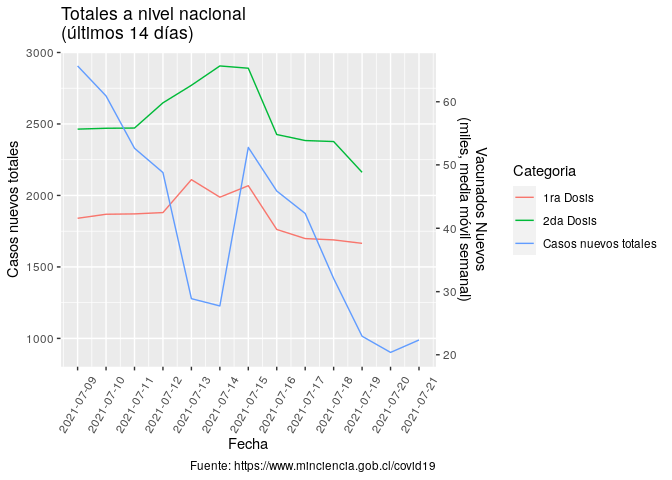 Totales a nivel nacional
(últimos 14 días)
3000
2500
2000
1500
1000
Casos nuevos totales
60
50
40
30
20
Vacunados Nuevos
(miles, media móvil semanal)
2021-07-09
2021-07-10
2021-07-11
2021-07-12
2021-07-13
2021-07-14
2021-07-15
2021-07-16
2021-07-17
2021-07-18
2021-07-19
2021-07-20
2021-07-21
Fecha
Categoria
1ra Dosis
2da Dosis
Casos nuevos totales
Fuente: https://www.minciencia.gob.cl/covid19